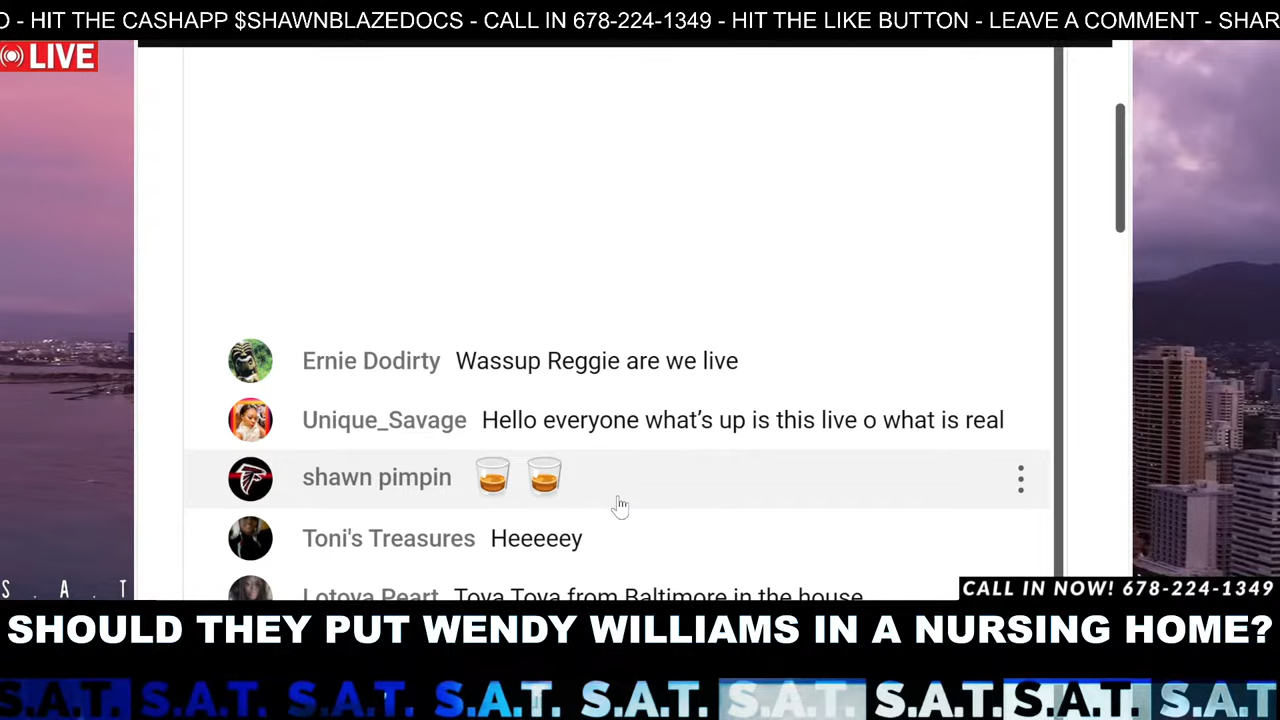 O - HIT THE CASHAPP $SHAWNBLAZEDOCS - CALL IN 678-224-1349 - HIT THE LIKE BUTTON - LEAVE A COMMENT - SHAR
LIVE
Ernie Dodirty Wassup Reggie are we live
Unique_Savage Hello everyone what’s up is this live o what is real
shawn pimpin 🥃 🥃
Toni's Treasures Heeeeey
Lotoya Peart Toya Toya from Baltimore in the house
S. A. T
CALL IN NOW! 678-224-1349
SHOULD THEY PUT WENDY WILLIAMS IN A NURSING HOME?
S.A.T. S.A.T. S.A.T. S.A.T. S.A.T. S.A.T. S.A.T. S.A.T. S.A.T